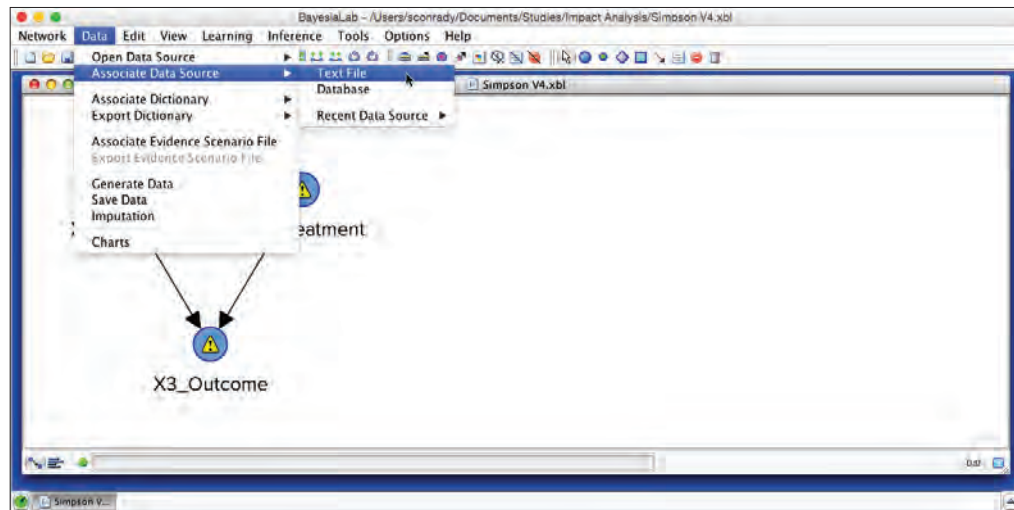 BayesiaLab - /Users/sconrady/Documents/Studies/Impact Analysis/Simpson V4.xbl
Network Data Edit View Learning Inference Tools Options Help
Open Data Source
Associate Data Source
Text File
Simpson V4.xbl
Database
Associate Dictionary
Export Dictionary
Recent Data Source
Associate Evidence Scenario File
Export Evidence Scenario File
Generate Data
Save Data
Imputation
eatment
Charts
X3_Outcome
Simpson V...